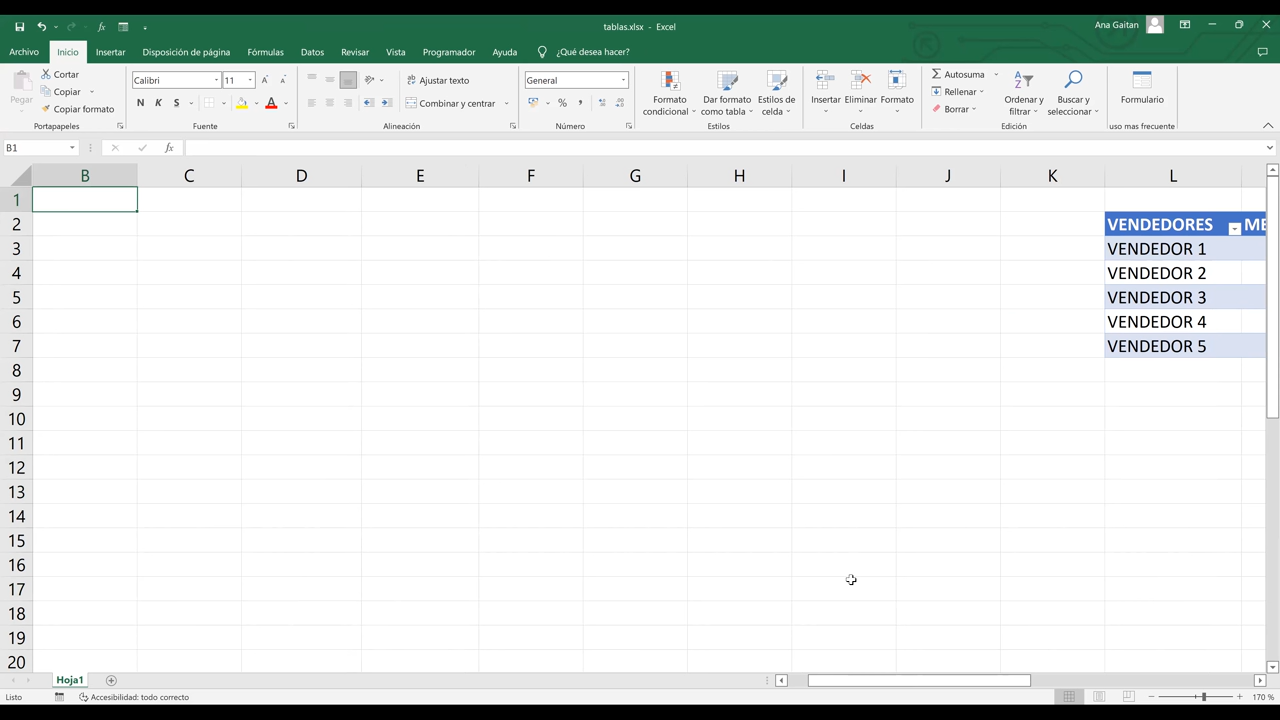 tablas.xlsx - Excel
Ana Gaitan
Archivo Inicio Insertar Disposición de página Fórmulas Datos Revisar Vista Programador Ayuda ¿Qué desea hacer?
Pegar
Cortar
Copiar
Copiar formato
Portapapeles
Calibri 11
N K S
Fuente
Ajustar texto
Combinar y centrar
Alineación
General
% ,
Número
Formato condicional
Dar formato como tabla
Estilos de celda
Estilos
Insertar Eliminar Formato
Celdas
Autosuma
Rellenar
Borrar
Ordenar y filtrar
Buscar y seleccionar
Edición
Formulario
uso mas frecuente
B1 fx
B C D E F G H I J K L
1
2 VENDEDORES ME
3 VENDEDOR 1
4 VENDEDOR 2
5 VENDEDOR 3
6 VENDEDOR 4
7 VENDEDOR 5
8
9
10
11
12
13
14
15
16
17
18
19
20
Hoja1
Listo Accesibilidad: todo correcto 170 %